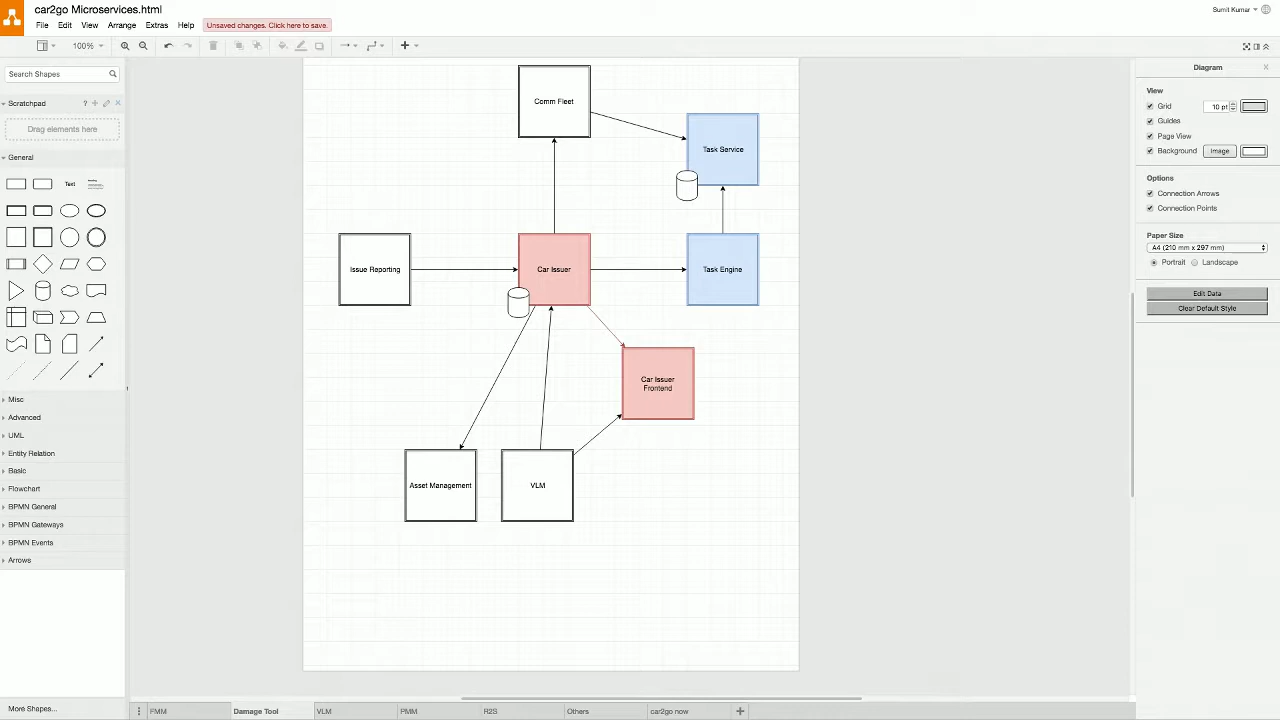 car2go Microservices.html
Sumit Kumar
File Edit View Arrange Extras Help Unsaved changes. Click here to save.
100%
Search Shapes
Scratchpad
?
Drag elements here
General
Text
Misc
Advanced
UML
Entity Relation
Basic
Flowchart
BPMN General
BPMN Gateways
BPMN Events
Arrows
More Shapes...
Comm Fleet
Task Service
Issue Reporting
Car Issuer
Task Engine
Car Issuer
Frontend
Asset Management
VLM
Diagram
View
Grid 10 pt
Guides
Page View
Background Image
Options
Connection Arrows
Connection Points
Paper Size
A4 (210 mm x 297 mm)
Portrait Landscape
Edit Data
Clear Default Style
FMM Damage Tool VLM PMM R2S Others car2go now